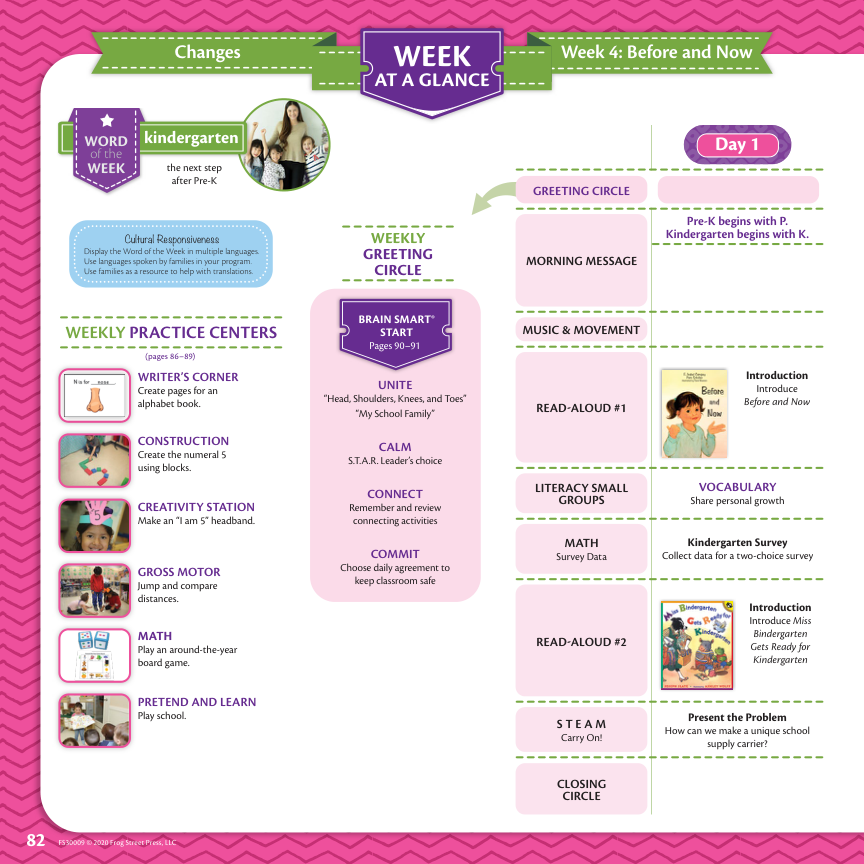 Changes
WEEK
AT A GLANCE
Week 4: Before and Now
WORD
of the
WEEK
kindergarten
the next step
after Pre-K
Cultural Responsiveness
Display the Word of the Week in multiple languages.
Use languages spoken by families in your program.
Use families as a resource to help with translations.
WEEKLY PRACTICE CENTERS
(pages 86–89)
N is for nose.
WRITER'S CORNER
Create pages for an
alphabet book.
CONSTRUCTION
Create the numeral 5
using blocks.
5
CREATIVITY STATION
Make an "I am 5" headband.
GROSS MOTOR
Jump and compare
distances.
MATH
Play an around-the-year
board game.
PRETEND AND LEARN
Play school.
WEEKLY
GREETING
CIRCLE
BRAIN SMART®
START
Pages 90–91
UNITE
"Head, Shoulders, Knees, and Toes"
"My School Family"
CALM
S.T.A.R. Leader's choice
CONNECT
Remember and review
connecting activities
COMMIT
Choose daily agreement to
keep classroom safe
Day 1
GREETING CIRCLE
MORNING MESSAGE
Pre-K begins with P.
Kindergarten begins with K.
MUSIC & MOVEMENT
READ-ALOUD #1
Before
and
Now
Introduction
Introduce
Before and Now
LITERACY SMALL
GROUPS
VOCABULARY
Share personal growth
MATH
Survey Data
Kindergarten Survey
Collect data for a two-choice survey
READ-ALOUD #2
Miss Bindergarten
Gets Ready for
Kindergarten
Introduction
Introduce Miss
Bindergarten
Gets Ready for
Kindergarten
S T E A M
Carry On!
Present the Problem
How can we make a unique school
supply carrier?
CLOSING
CIRCLE
82
FS30009 © 2020 Frog Street Press, LLC